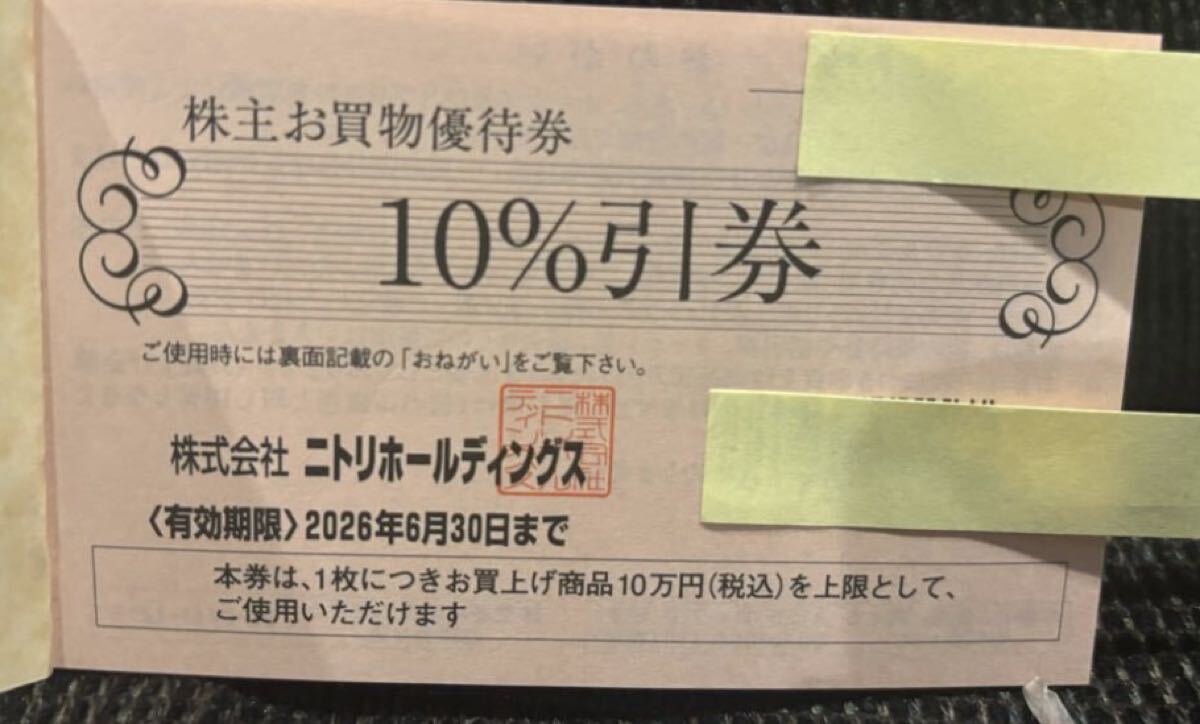 株主お買物優待券
10%引券
ご使用時には裏面記載の「おねがい」をご覧下さい。
株式会社 ニトリホールディングス
〈有効期限〉2026年6月30日まで
本券は、1枚につきお買上げ商品10万円(税込)を上限として、
ご使用いただけます